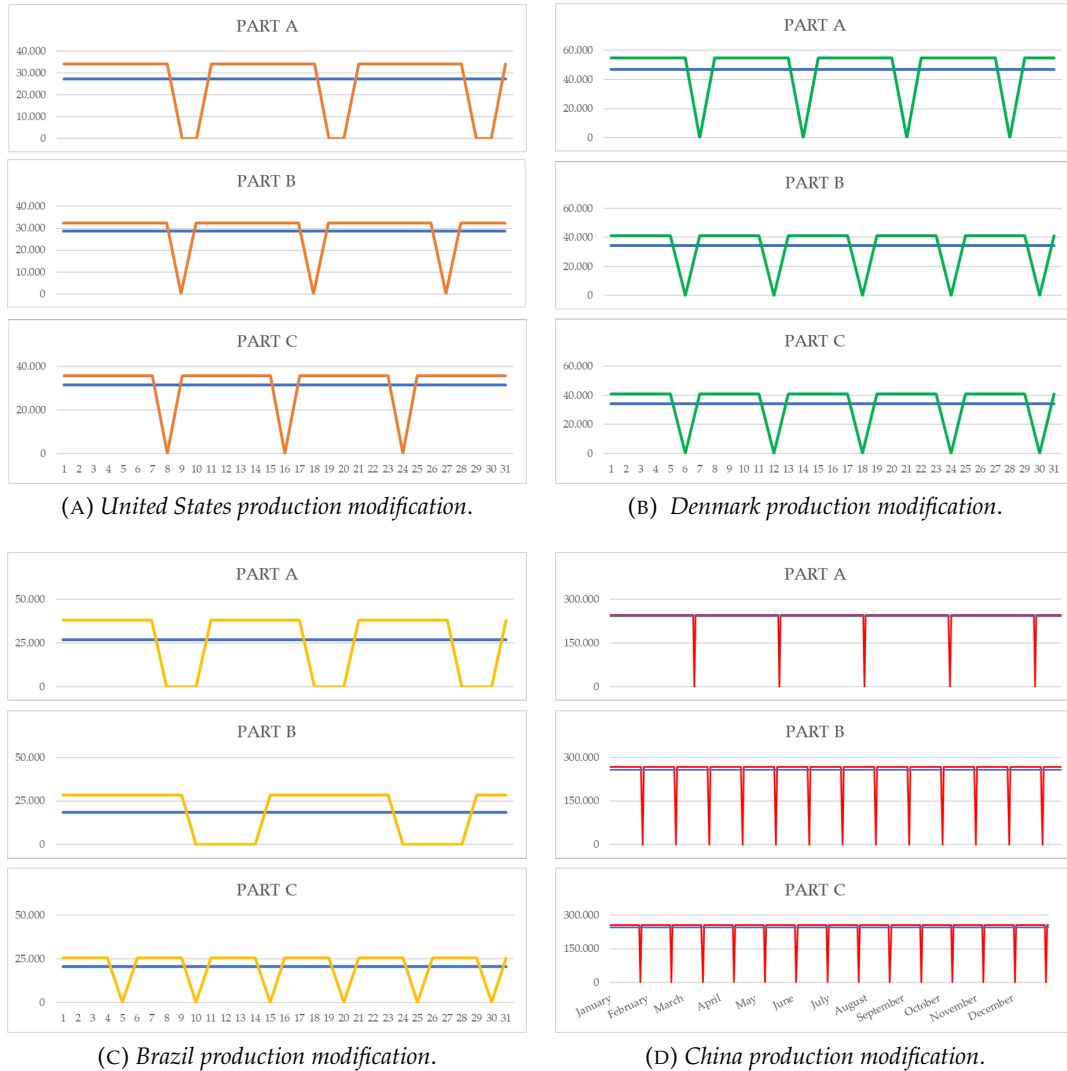 PART A
40.000
30.000
20.000
10.000
0
PART B
40.000
30.000
20.000
10.000
0
PART C
40.000
20.000
0
1 2 3 4 5 6 7 8 9 10 11 12 13 14 15 16 17 18 19 20 21 22 23 24 25 26 27 28 29 30 31
(A) United States production modification.
PART A
60.000
40.000
20.000
0
PART B
60.000
40.000
20.000
0
PART C
60.000
40.000
20.000
0
1 2 3 4 5 6 7 8 9 10 11 12 13 14 15 16 17 18 19 20 21 22 23 24 25 26 27 28 29 30 31
(B) Denmark production modification.
PART A
50.000
25.000
0
PART B
50.000
25.000
0
PART C
50.000
25.000
0
1 2 3 4 5 6 7 8 9 10 11 12 13 14 15 16 17 18 19 20 21 22 23 24 25 26 27 28 29 30 31
(C) Brazil production modification.
PART A
300.000
150.000
0
PART B
300.000
150.000
0
PART C
300.000
150.000
0
January February March April May June July August September October November December
(D) China production modification.